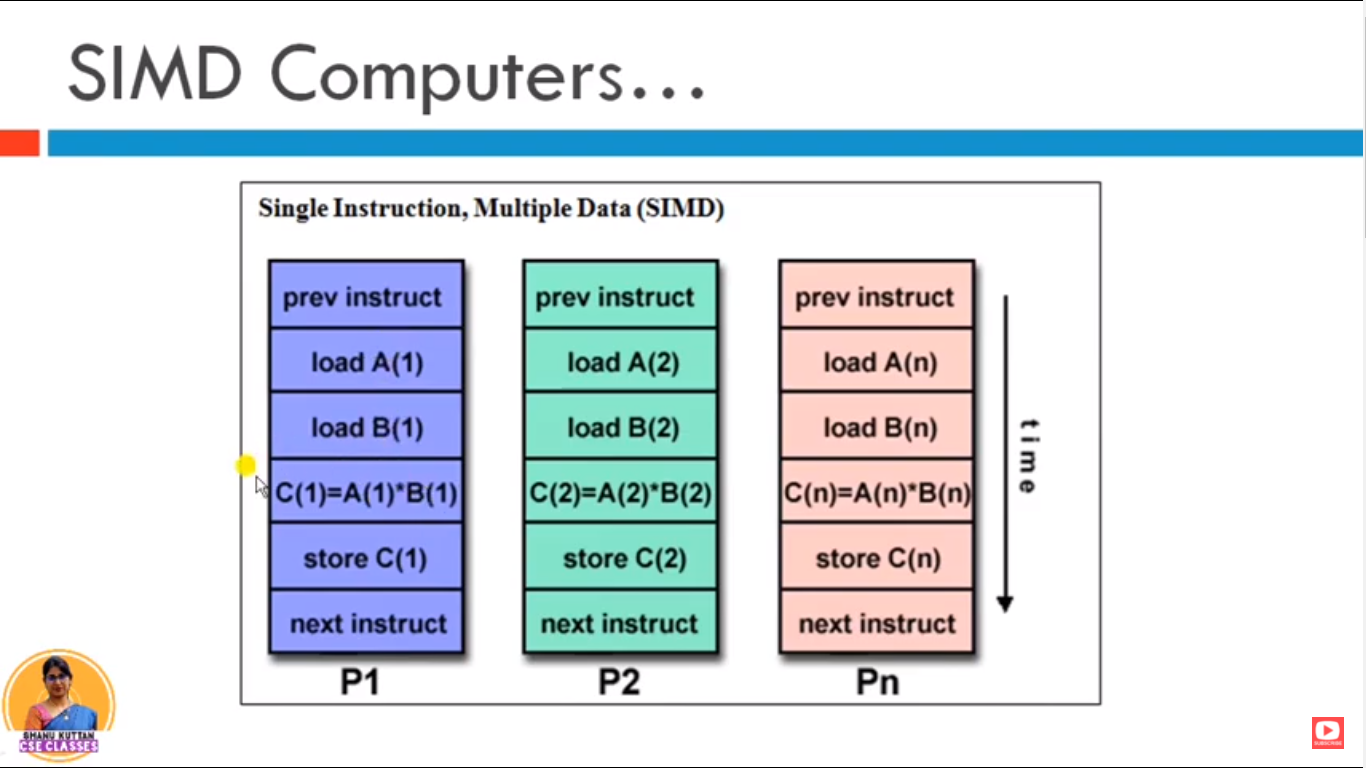 SIMD Computers...
Single Instruction, Multiple Data (SIMD)
prev instruct
load A(1)
load B(1)
C(1)=A(1)*B(1)
store C(1)
next instruct
P1
prev instruct
load A(2)
load B(2)
C(2)=A(2)*B(2)
store C(2)
next instruct
P2
prev instruct
load A(n)
load B(n)
C(n)=A(n)*B(n)
store C(n)
next instruct
Pn
time
SHANU KUTTAN
CSE CLASSES
SUBSCRIBE